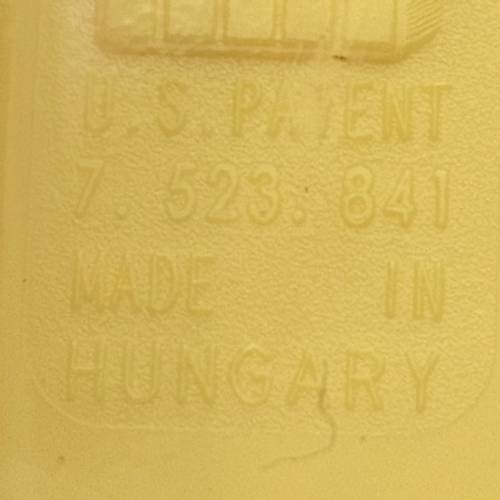 U.S. PATENT
7. 523. 841
MADE IN
HUNGARY